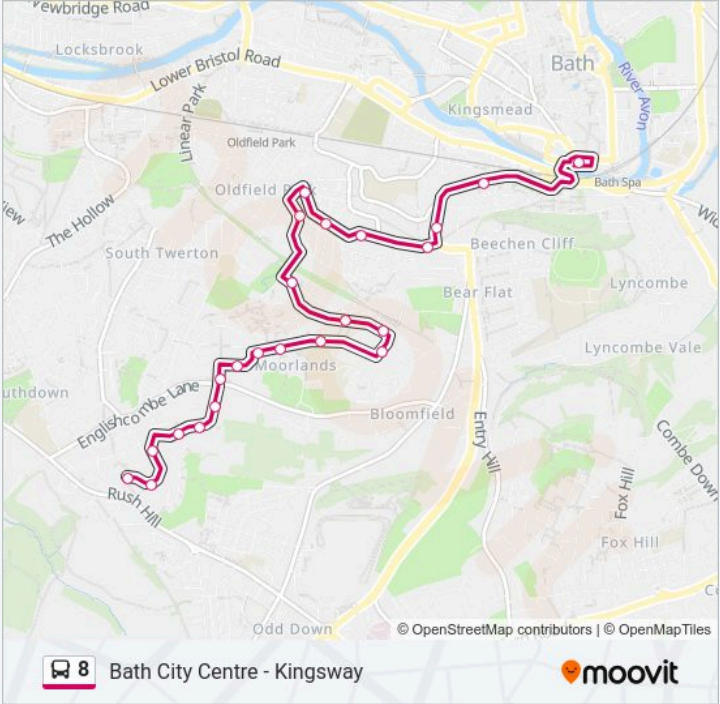 Newbridge Road
Locksbrook
Lower Bristol Road
Bath
River Avon
Linear Park
Kingsmead
Oldfield Park
Bath Spa
Oldfield P k
View
The Hollow
South Twerton
Beechen Cliff
Lyncombe
Bear Flat
Lyncombe Vale
Moorlands
uthdown
Englishcombe Lane
Bloomfield
Entry Hill
Combe Down
Fox Hill
Rush Hill
Fox Hill
Odd Down
© OpenStreetMap contributors | © OpenMapTiles
8 Bath City Centre - Kingsway
moovit